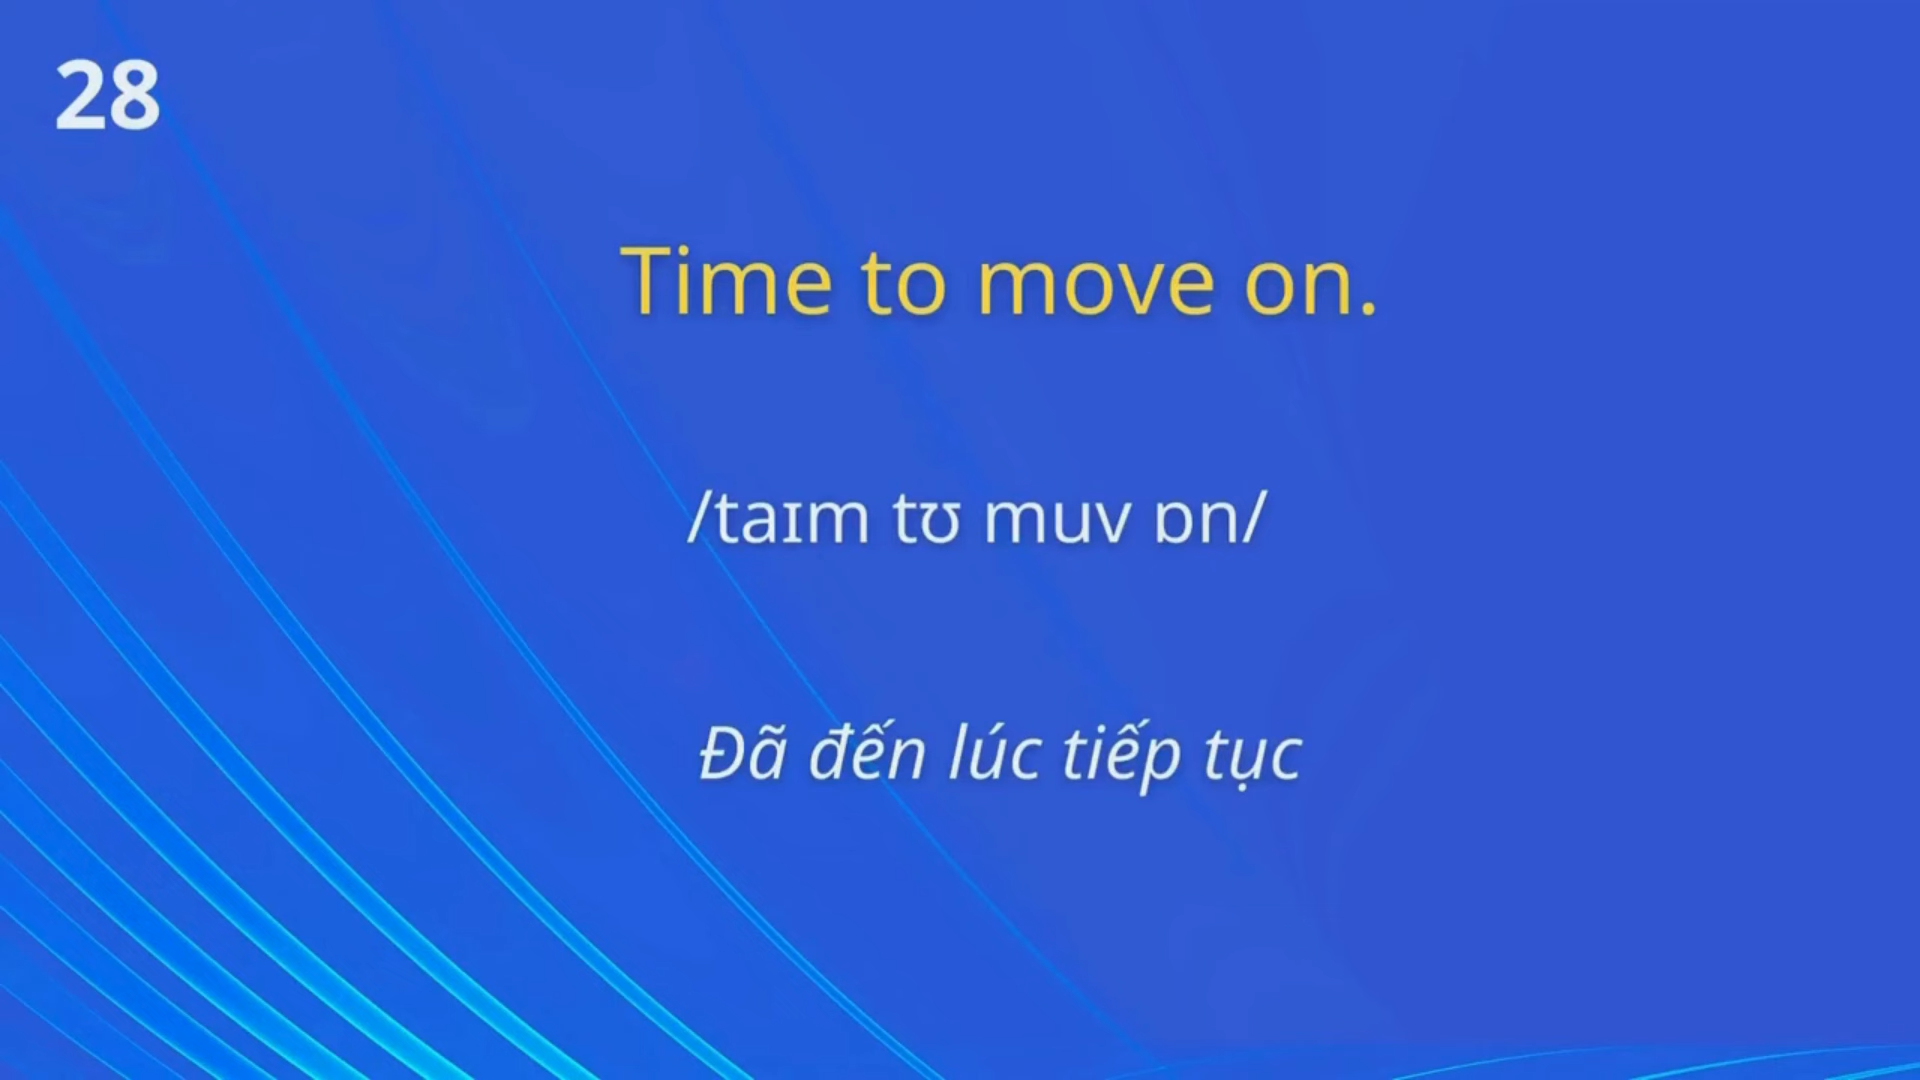 28
Time to move on.
/taɪm tʊ muv ɒn/
Đã đến lúc tiếp tục